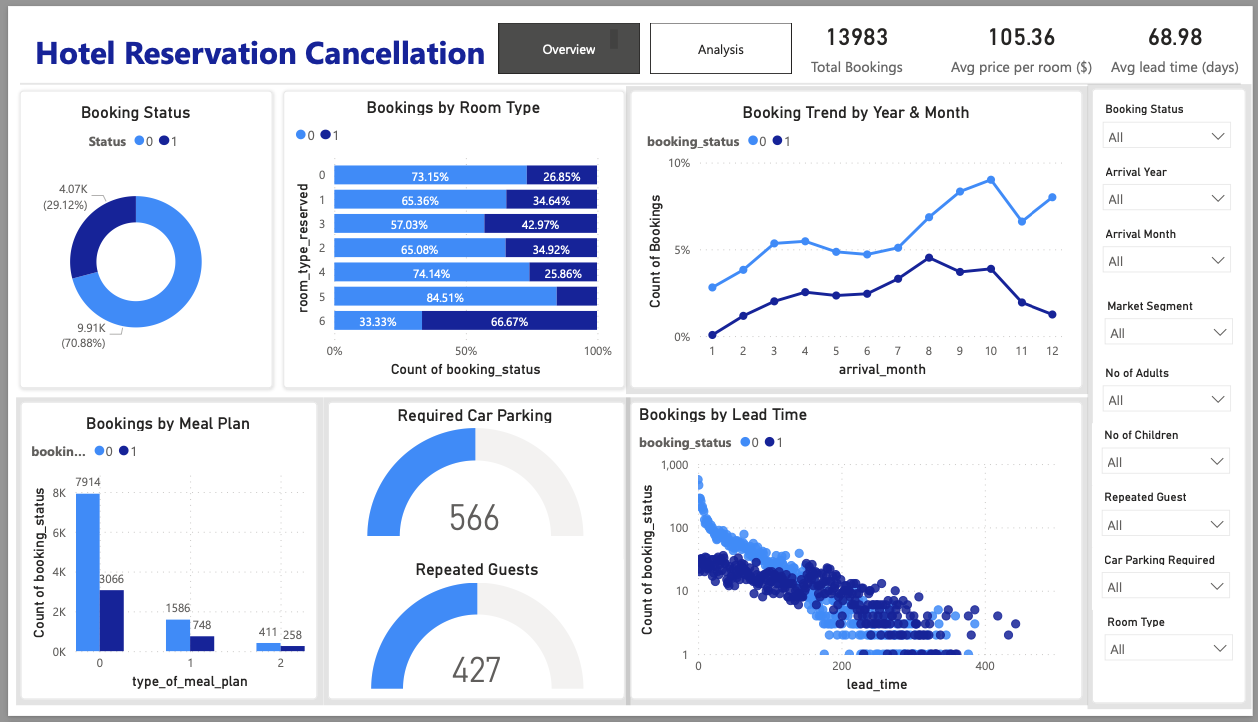 Hotel Reservation Cancellation
Overview
Analysis
13983
Total Bookings
105.36
Avg price per room ($)
68.98
Avg lead time (days)
Booking Status
Status 0 1
4.07K
(29.12%)
9.91K
(70.88%)
Bookings by Room Type
0 1
room_type_reserved
0 73.15% 26.85%
1 65.36% 34.64%
3 57.03% 42.97%
2 65.08% 34.92%
4 74.14% 25.86%
5 84.51%
6 33.33% 66.67%
0% 50% 100%
Count of booking_status
Booking Trend by Year & Month
booking_status 0 1
Count of Bookings
10%
5%
0%
1 2 3 4 5 6 7 8 9 10 11 12
arrival_month
Bookings by Meal Plan
bookin... 0 1
Count of booking_status
8K
6K
4K
2K
0K
7914
3066
1586
748
411
258
0 1 2
type_of_meal_plan
Required Car Parking
566
Repeated Guests
427
Bookings by Lead Time
booking_status 0 1
Count of booking_status
1,000
100
10
1
0 200 400
lead_time
Booking Status
All
Arrival Year
All
Arrival Month
All
Market Segment
All
No of Adults
All
No of Children
All
Repeated Guest
All
Car Parking Required
All
Room Type
All